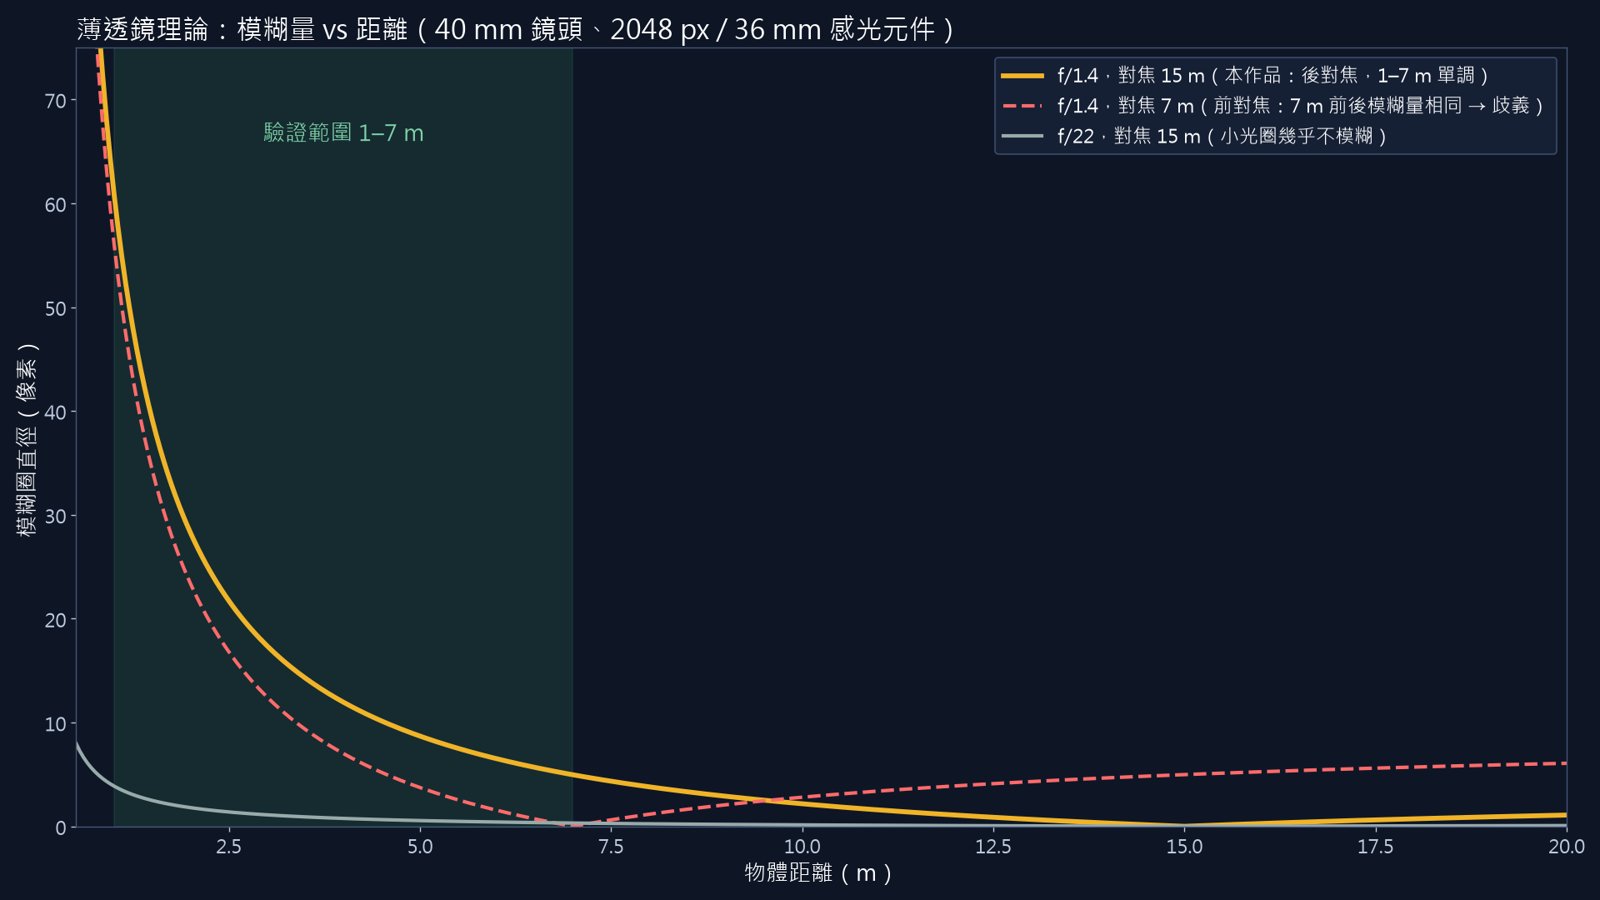 薄透鏡理論：模糊量 vs 距離（40 mm 鏡頭、2048 px / 36 mm 感光元件）
f/1.4，對焦 15 m（本作品：後對焦，1–7 m 單調）
f/1.4，對焦 7 m（前對焦：7 m 前後模糊量相同 → 歧義）
f/22，對焦 15 m（小光圈幾乎不模糊）
驗證範圍 1–7 m
模糊圈直徑（像素）
70
60
50
40
30
20
10
0
2.5 5.0 7.5 10.0 12.5 15.0 17.5 20.0
物體距離（m）